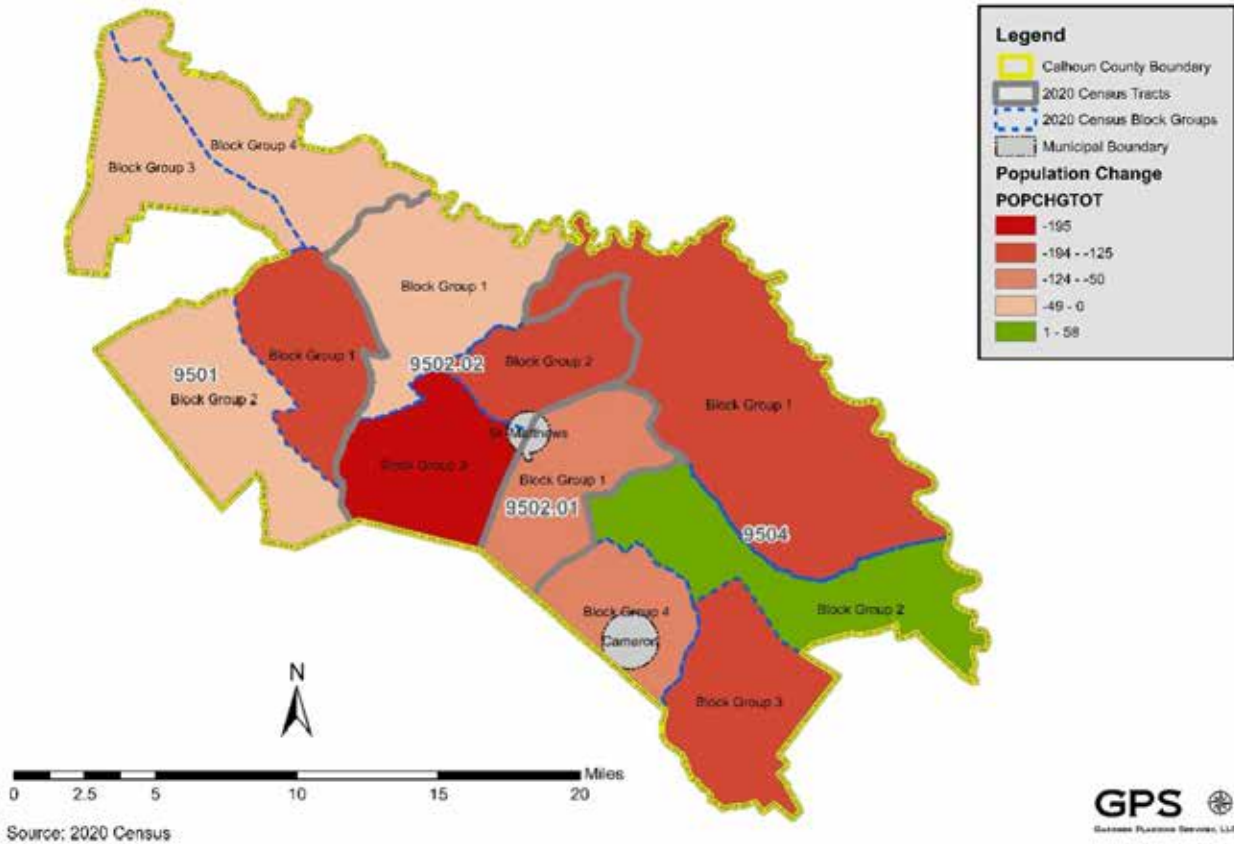 Legend
Calhoun County Boundary
2020 Census Tracts
2020 Census Block Groups
Municipal Boundary
Population Change
POPCHGTOT
-195
-194 - -125
-124 - -50
-49 - 0
1 - 58
Block Group 4
Block Group 3
Block Group 1
Block Group 1
9502.02
Block Group 2
9501
Block Group 2
Block Group 1
St. Matthews
Block Group 3
Block Group 1
9502.01
9504
Block Group 4
Block Group 2
Cameron
Block Group 3
N
Miles
0 2.5 5 10 15 20
Source: 2020 Census
GPS
Gardner Planning Services, LLC